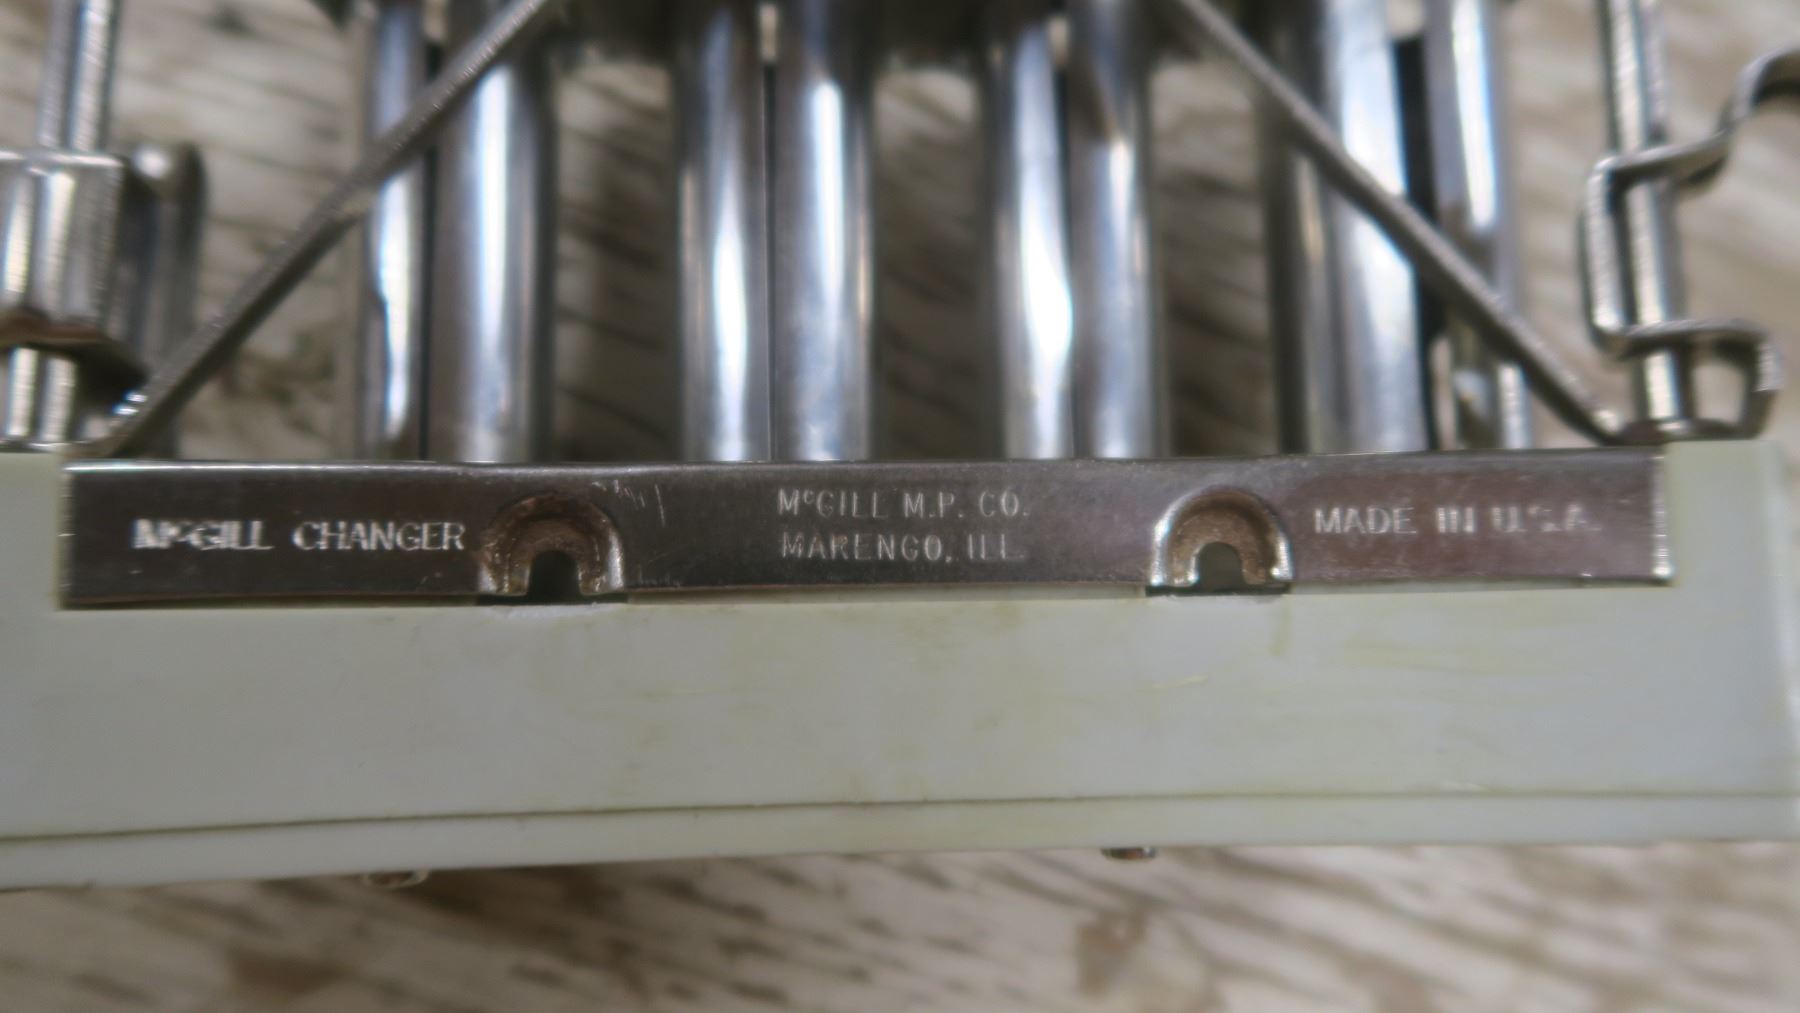 McGILL CHANGER
McGILL M.P. CO.
MARENGO, ILL.
MADE IN U.S.A.